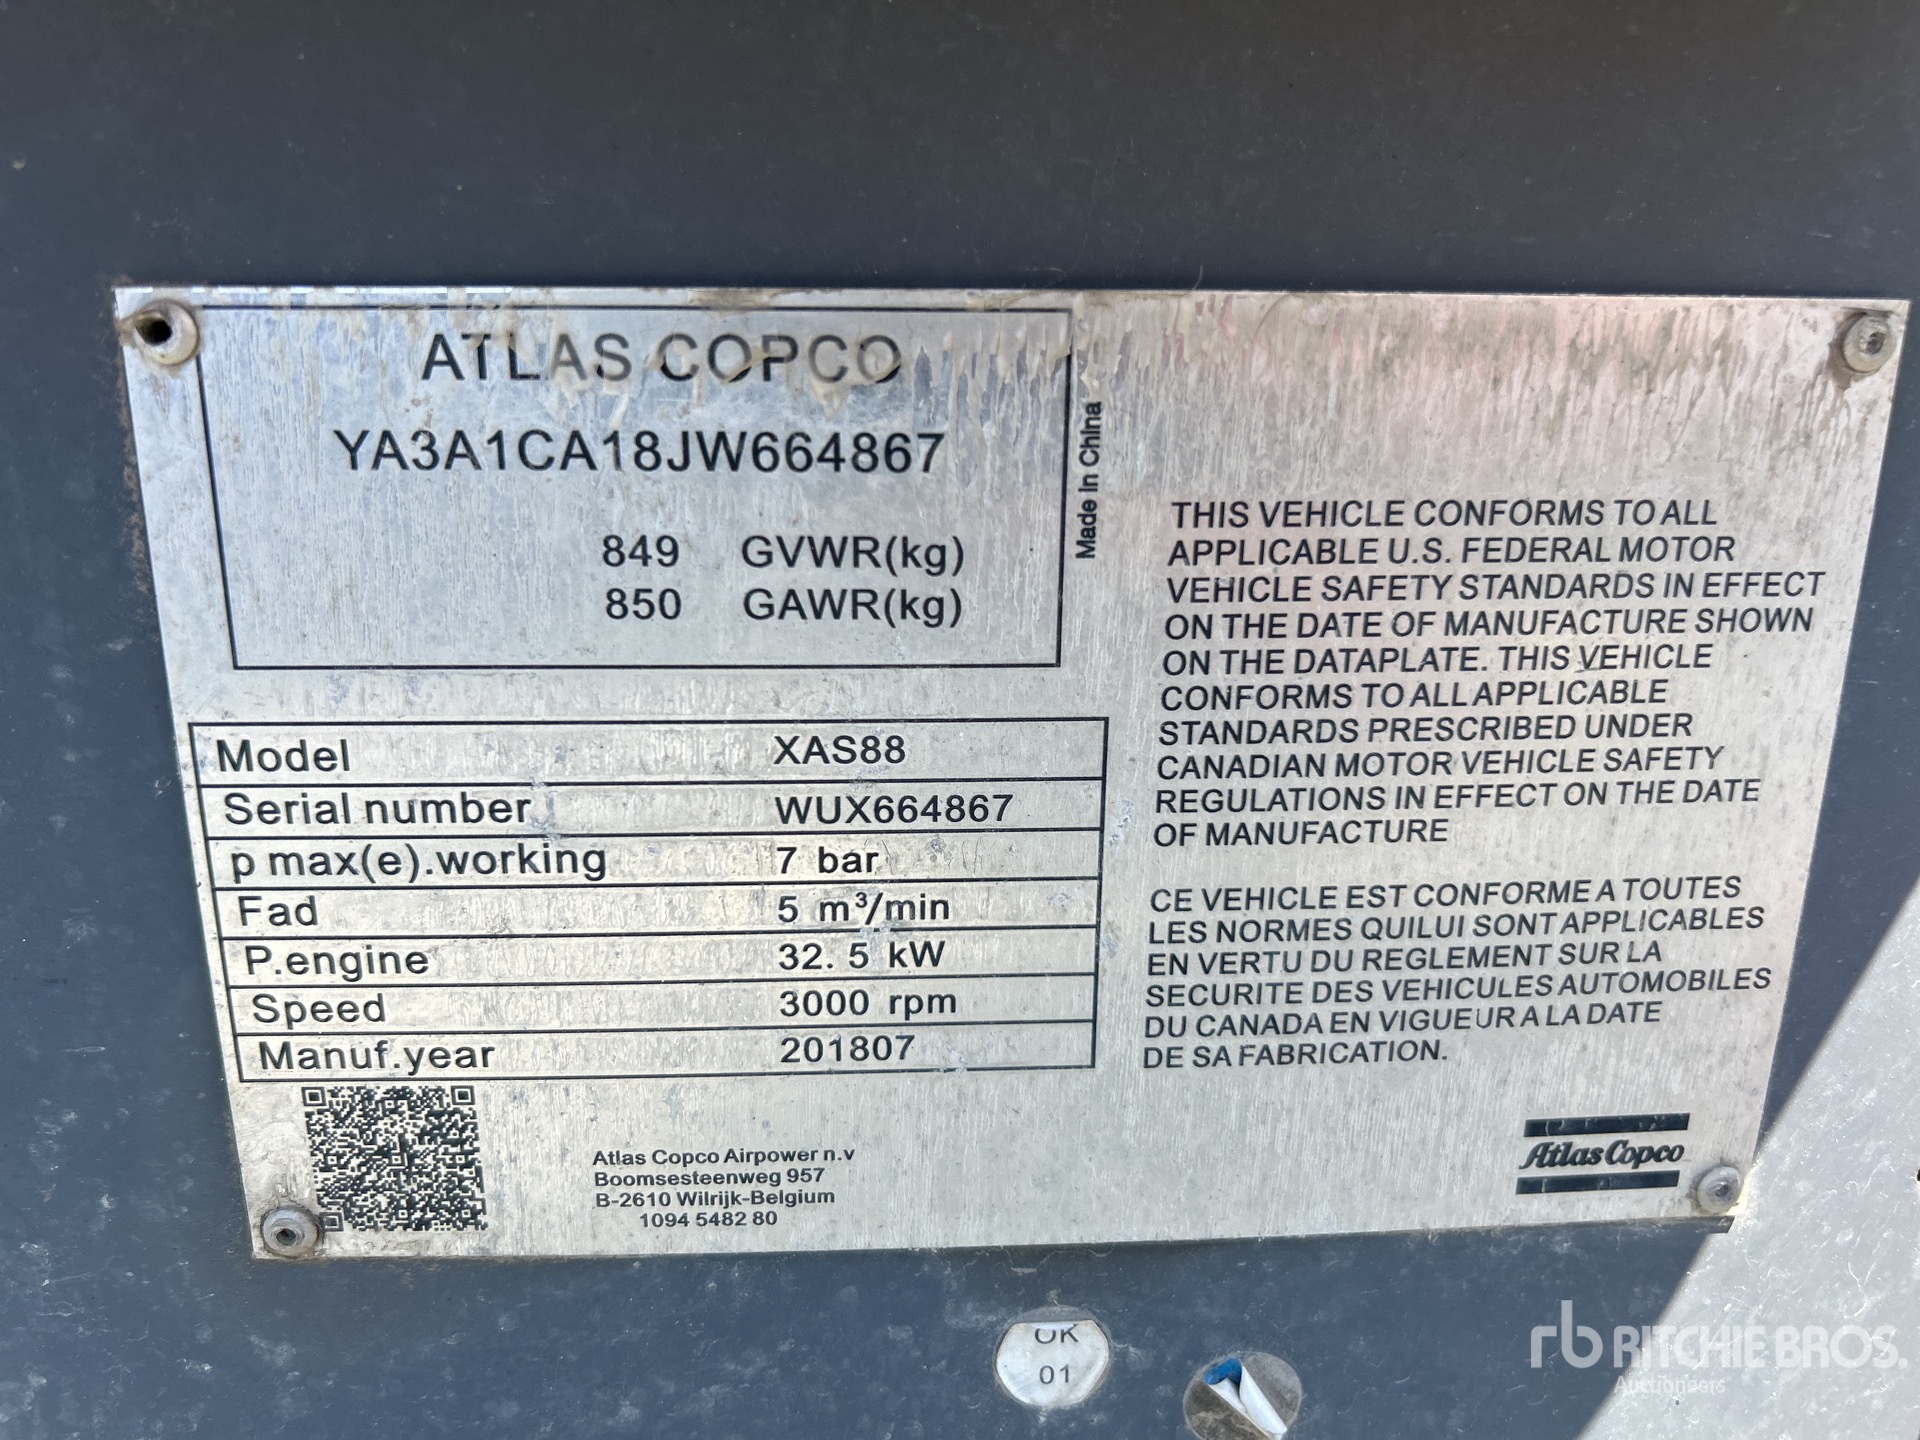 ATLAS COPCO
YA3A1CA18JW664867
849 GVWR(kg)
850 GAWR(kg)
Made in China
Model XAS88
Serial number WUX664867
p max(e).working 7 bar
Fad 5 m³/min
P.engine 32.5 kW
Speed 3000 rpm
Manuf.year 201807
Atlas Copco Airpower n.v
Boomsesteenweg 957
B-2610 Wilrijk-Belgium
1094 5482 80
THIS VEHICLE CONFORMS TO ALL
APPLICABLE U.S. FEDERAL MOTOR
VEHICLE SAFETY STANDARDS IN EFFECT
ON THE DATE OF MANUFACTURE SHOWN
ON THE DATAPLATE. THIS VEHICLE
CONFORMS TO ALL APPLICABLE
STANDARDS PRESCRIBED UNDER
CANADIAN MOTOR VEHICLE SAFETY
REGULATIONS IN EFFECT ON THE DATE
OF MANUFACTURE
CE VEHICLE EST CONFORME A TOUTES
LES NORMES QUI LUI SONT APPLICABLES
EN VERTU DU REGLEMENT SUR LA
SECURITE DES VEHICULES AUTOMOBILES
DU CANADA EN VIGUEUR A LA DATE
DE SA FABRICATION.
Atlas Copco
OK
01
rb RITCHIE BROS.
Auctioneers